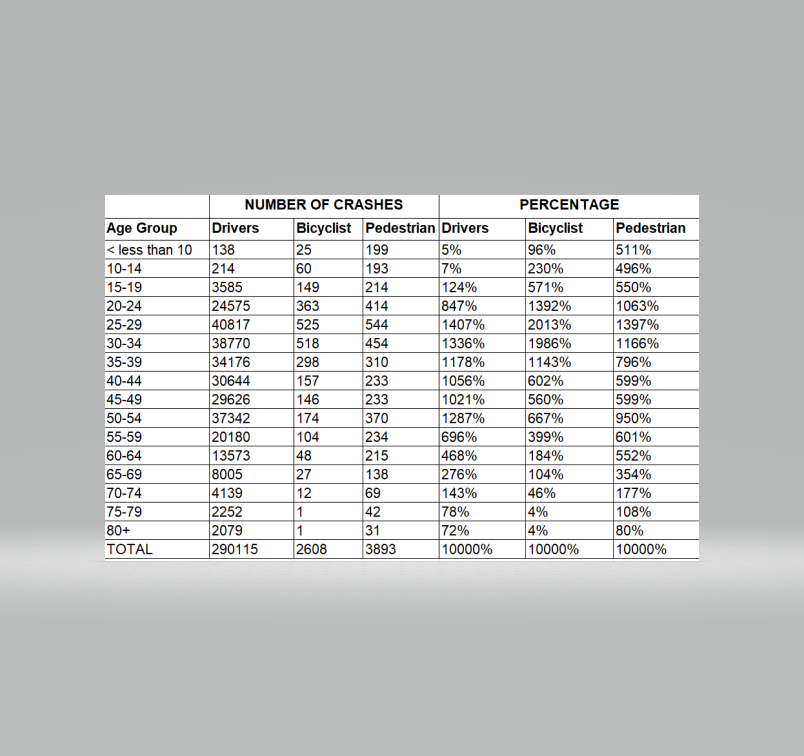 NUMBER OF CRASHES PERCENTAGE
Age Group Drivers Bicyclist Pedestrian Drivers Bicyclist Pedestrian
< less than 10 138 25 199 5% 96% 511%
10-14 214 60 193 7% 230% 496%
15-19 3585 149 214 124% 571% 550%
20-24 24575 363 414 847% 1392% 1063%
25-29 40817 525 544 1407% 2013% 1397%
30-34 38770 518 454 1336% 1986% 1166%
35-39 34176 298 310 1178% 1143% 796%
40-44 30644 157 233 1056% 602% 599%
45-49 29626 146 233 1021% 560% 599%
50-54 37342 174 370 1287% 667% 950%
55-59 20180 104 234 696% 399% 601%
60-64 13573 48 215 468% 184% 552%
65-69 8005 27 138 276% 104% 354%
70-74 4139 12 69 143% 46% 177%
75-79 2252 1 42 78% 4% 108%
80+ 2079 1 31 72% 4% 80%
TOTAL 290115 2608 3893 10000% 10000% 10000%